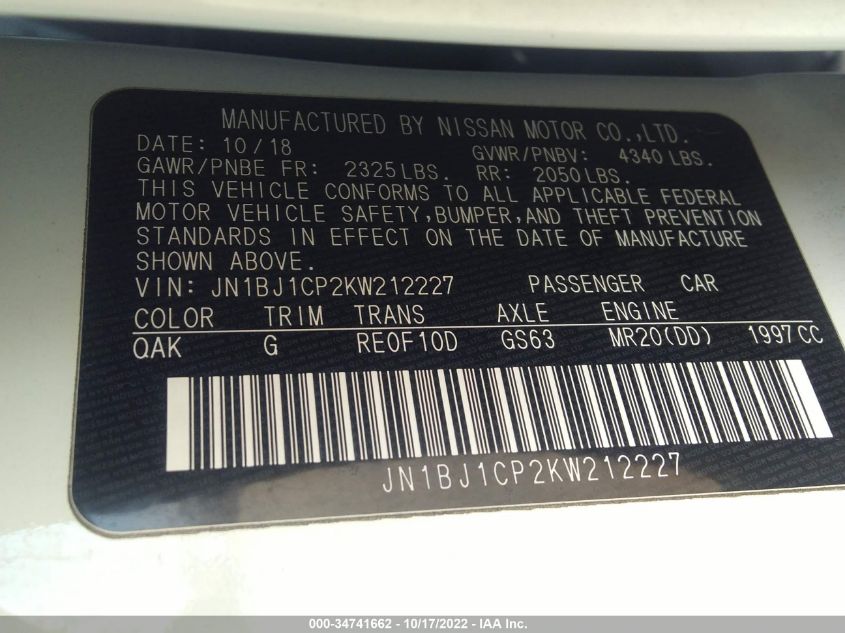 MANUFACTURED BY NISSAN MOTOR CO.,LTD.
DATE: 10/18 GVWR/PNBV: 4340 LBS.
GAWR/PNBE FR: 2325LBS. RR: 2050LBS.
THIS VEHICLE CONFORMS TO ALL APPLICABLE FEDERAL
MOTOR VEHICLE SAFETY,BUMPER,AND THEFT PREVENTION
STANDARDS IN EFFECT ON THE DATE OF MANUFACTURE
SHOWN ABOVE.
VIN: JN1BJ1CP2KW212227 PASSENGER CAR
COLOR TRIM TRANS AXLE ENGINE
QAK G RE0F10D GS63 MR20(DD) 1997CC
JN1BJ1CP2KW212227
000-34741662 - 10/17/2022 - IAA Inc.